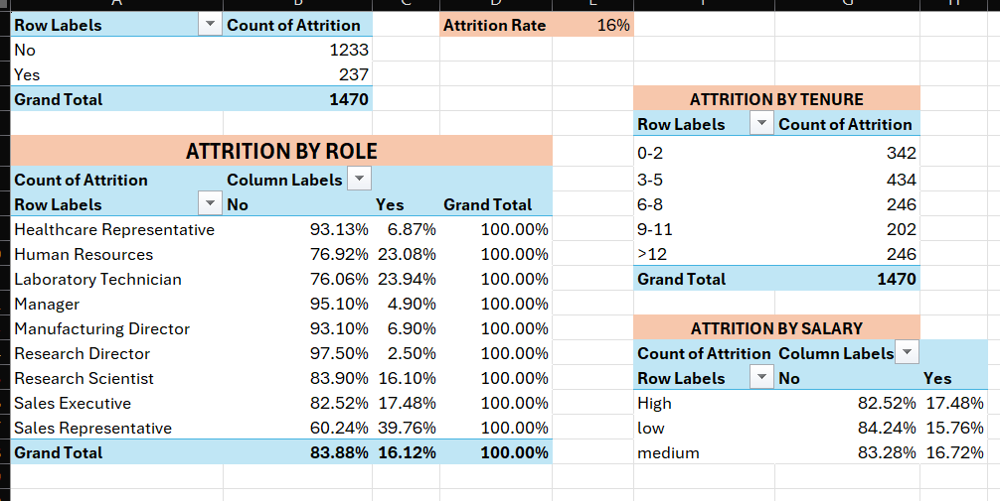 Row Labels Count of Attrition
No 1233
Yes 237
Grand Total 1470
Attrition Rate 16%
ATTRITION BY ROLE
Count of Attrition Column Labels
Row Labels No Yes Grand Total
Healthcare Representative 93.13% 6.87% 100.00%
Human Resources 76.92% 23.08% 100.00%
Laboratory Technician 76.06% 23.94% 100.00%
Manager 95.10% 4.90% 100.00%
Manufacturing Director 93.10% 6.90% 100.00%
Research Director 97.50% 2.50% 100.00%
Research Scientist 83.90% 16.10% 100.00%
Sales Executive 82.52% 17.48% 100.00%
Sales Representative 60.24% 39.76% 100.00%
Grand Total 83.88% 16.12% 100.00%
ATTRITION BY TENURE
Row Labels Count of Attrition
0-2 342
3-5 434
6-8 246
9-11 202
>12 246
Grand Total 1470
ATTRITION BY SALARY
Count of Attrition Column Labels
Row Labels No Yes
High 82.52% 17.48%
low 84.24% 15.76%
medium 83.28% 16.72%